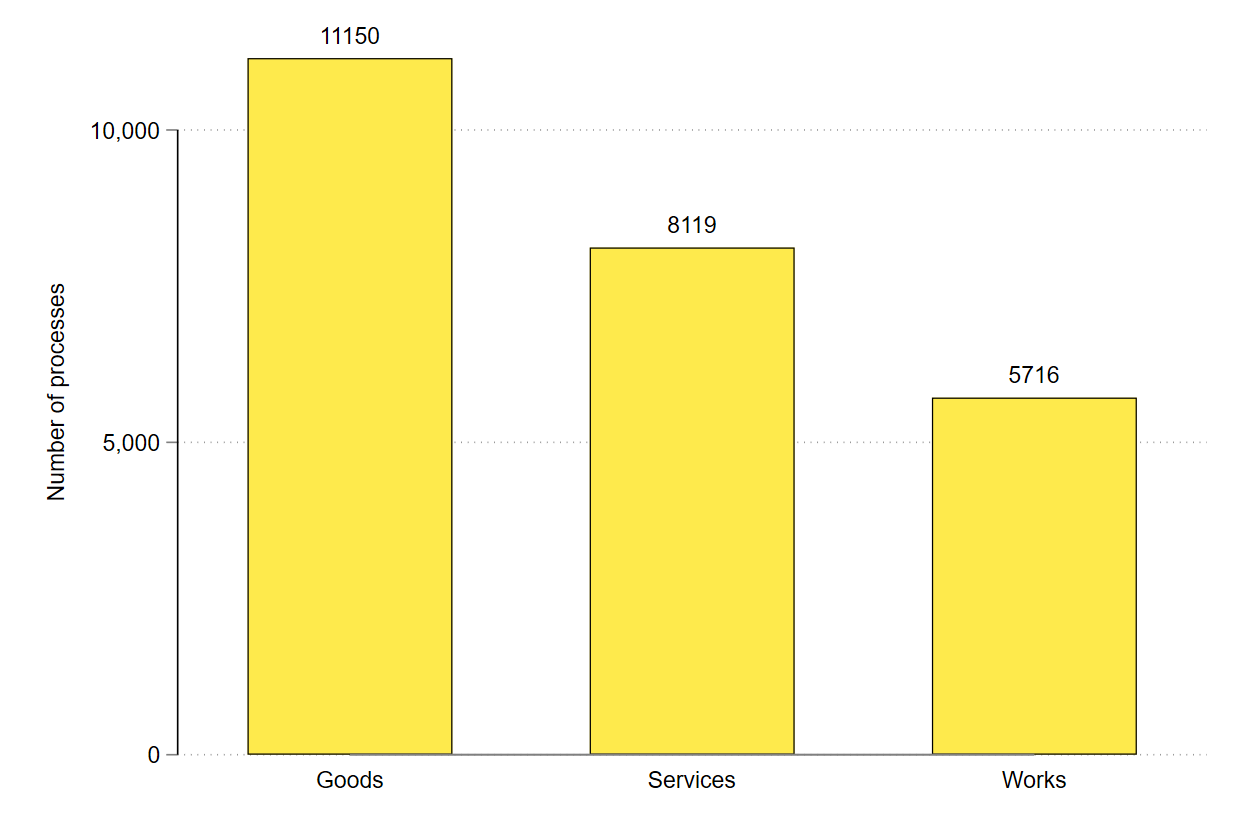 11150
10,000
8119
5716
5,000
0
Number of processes
Goods
Services
Works